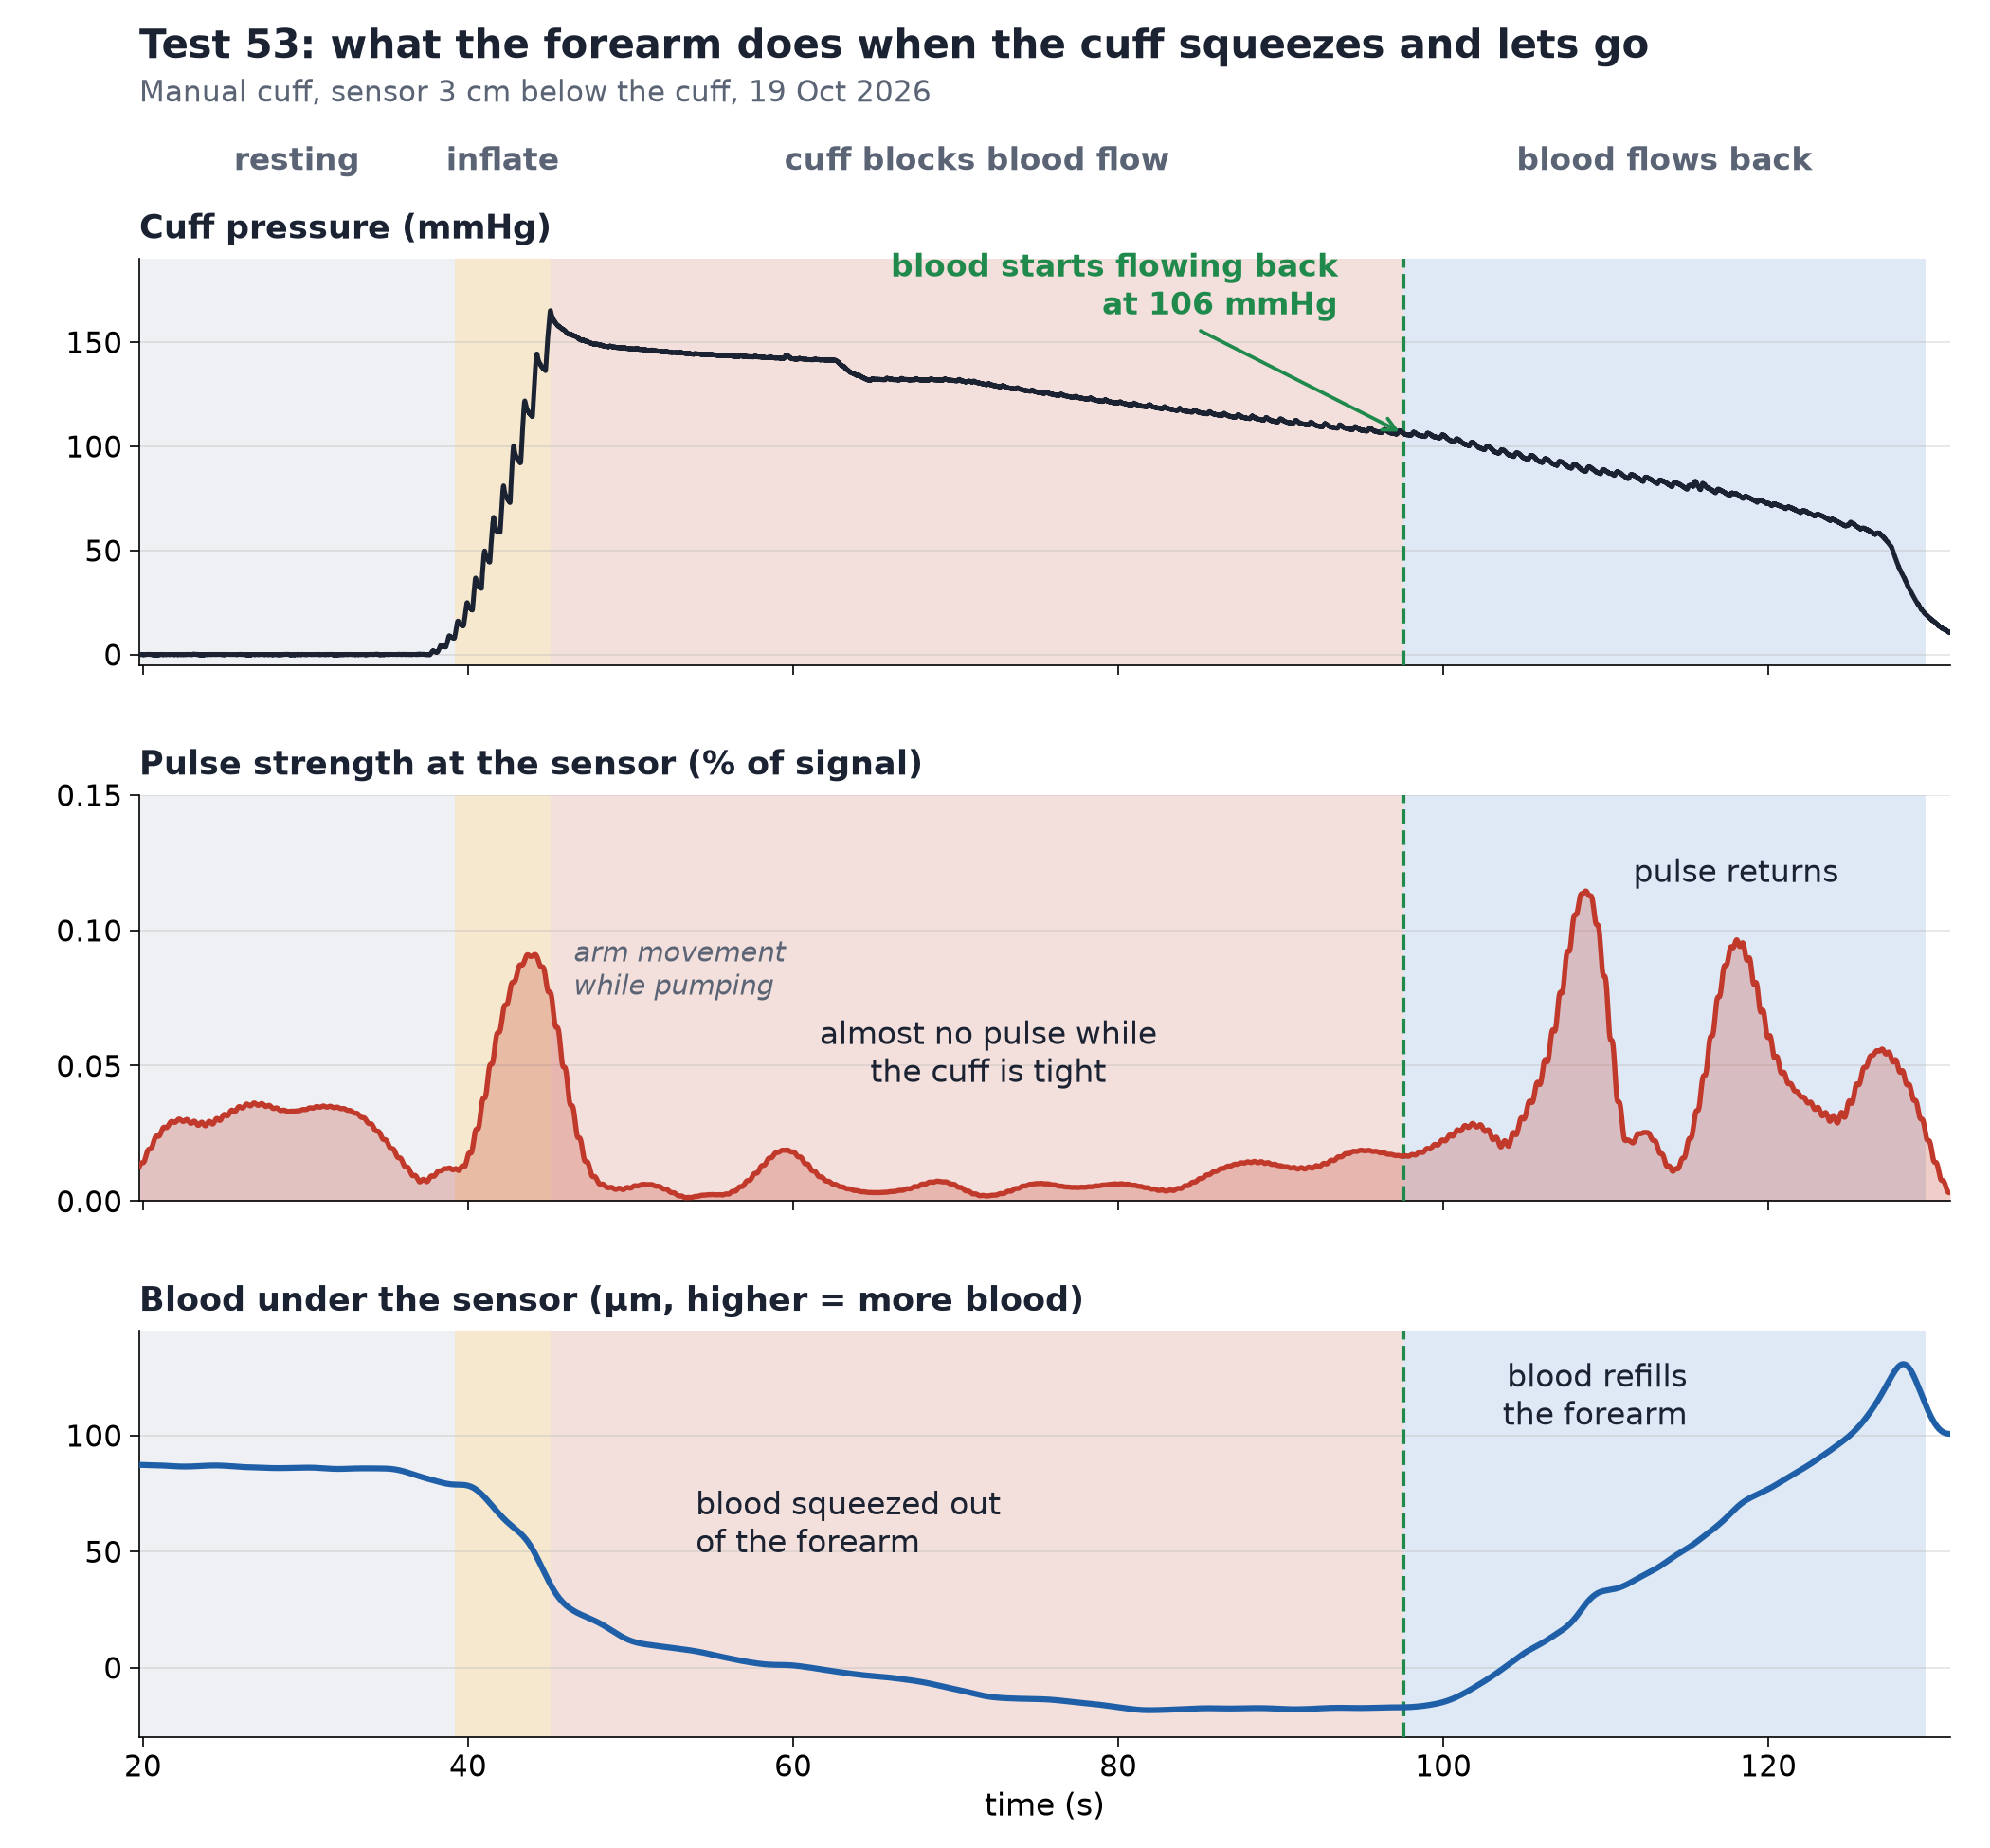 Test 53: what the forearm does when the cuff squeezes and lets go
Manual cuff, sensor 3 cm below the cuff, 19 Oct 2026
resting
inflate
cuff blocks blood flow
blood flows back
Cuff pressure (mmHg)
blood starts flowing back
at 106 mmHg
150
100
50
0
Pulse strength at the sensor (% of signal)
0.15
0.10
0.05
0.00
arm movement
while pumping
almost no pulse while
the cuff is tight
pulse returns
Blood under the sensor (µm, higher = more blood)
100
50
0
blood squeezed out
of the forearm
blood refills
the forearm
20
40
60
80
100
120
time (s)